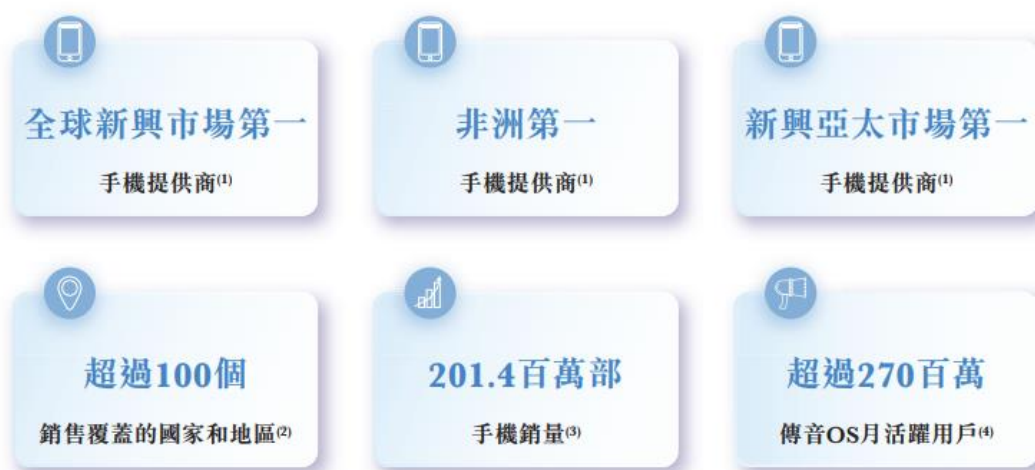 全球新興市場第一
手機提供商(1)
非洲第一
手機提供商(1)
新興亞太市場第一
手機提供商(1)
超過100個
銷售覆蓋的國家和地區(2)
201.4百萬部
手機銷量(3)
超過270百萬
傳音OS月活躍用戶(4)